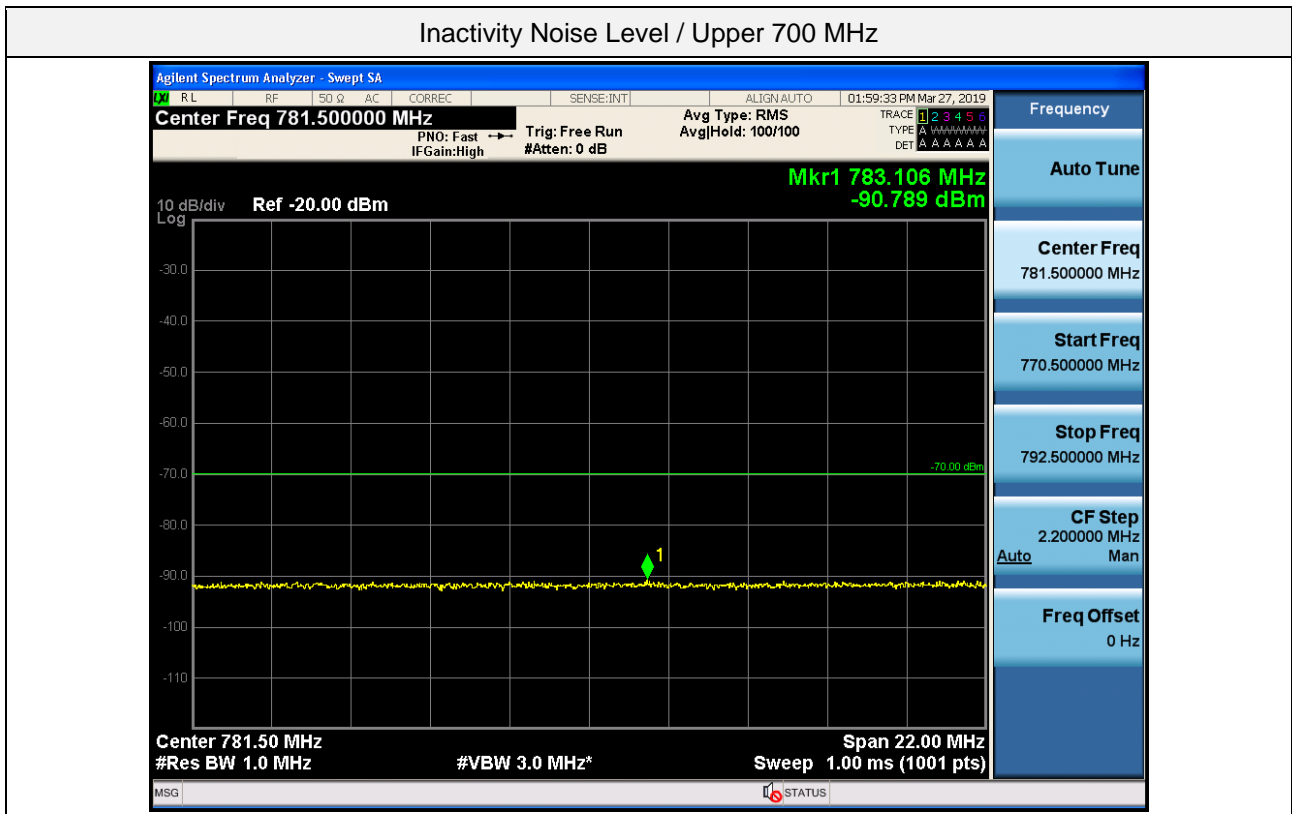 Inactivity Noise Level / Upper 700 MHz
Agilent Spectrum Analyzer - Swept SA
LXI RL RF 50 Ω AC CORREC SENSE:INT ALIGN AUTO 01:59:33 PM Mar 27, 2019
Center Freq 781.500000 MHz
PNO: Fast
IFGain:High
Trig: Free Run
#Atten: 0 dB
Avg Type: RMS
Avg|Hold: 100/100
TRACE 1 2 3 4 5 6
TYPE A WWWWW
DET A A A A A A
Mkr1 783.106 MHz
-90.789 dBm
10 dB/div Ref -20.00 dBm
Log
-30.0
-40.0
-50.0
-60.0
-70.0
-70.00 dBm
-80.0
1
-90.0
-100
-110
Center 781.50 MHz Span 22.00 MHz
#Res BW 1.0 MHz #VBW 3.0 MHz* Sweep 1.00 ms (1001 pts)
MSG STATUS
Frequency
Auto Tune
Center Freq
781.500000 MHz
Start Freq
770.500000 MHz
Stop Freq
792.500000 MHz
CF Step
2.200000 MHz
Auto Man
Freq Offset
0 Hz